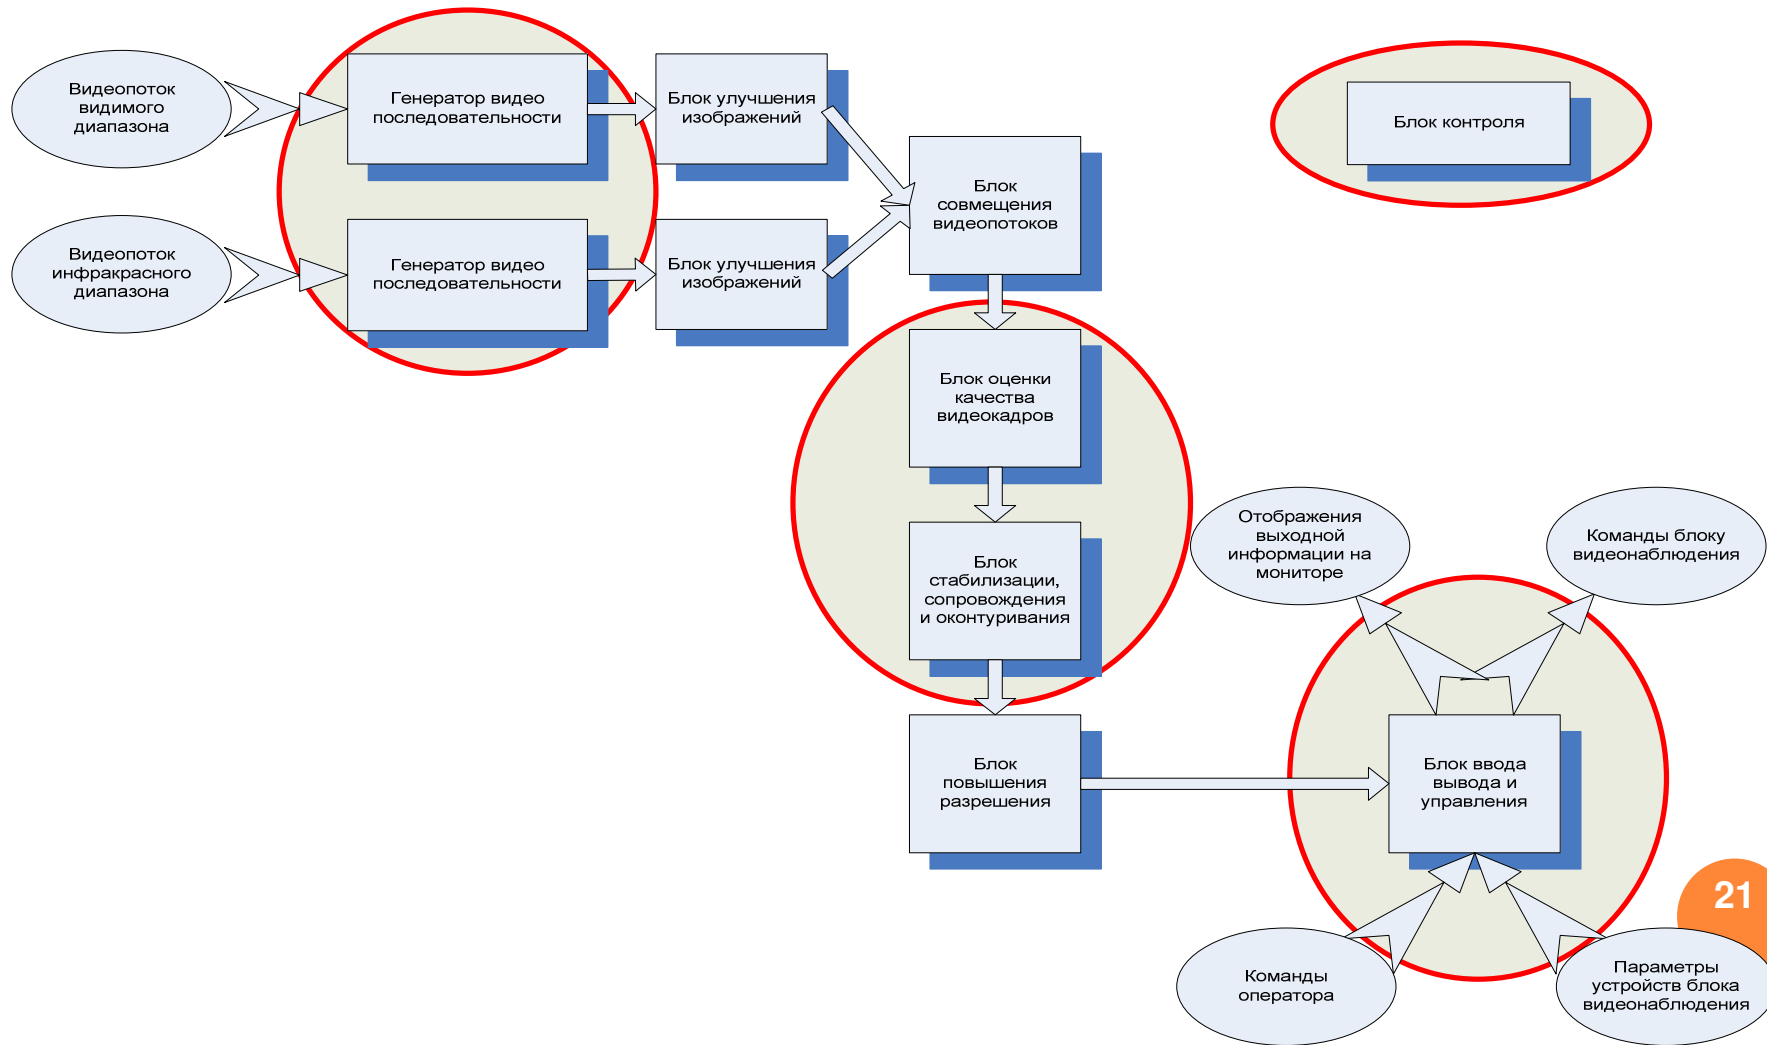 Видеопоток
видимого
диапазона
Генератор видео
последовательности
Блок улучшения
изображений
Блок контроля
Видеопоток
инфракрасного
диапазона
Генератор видео
последовательности
Блок улучшения
изображений
Блок
совмещения
видеопотоков
Блок оценки
качества
видеокадров
Блок
стабилизации,
сопровождения
и оконтуривания
Отображения
выходной
информации на
мониторе
Команды блоку
видеонаблюдения
Блок
повышения
разрешения
Блок ввода
вывода и
управления
21
Команды
оператора
Параметры
устройств блока
видеонаблюдения